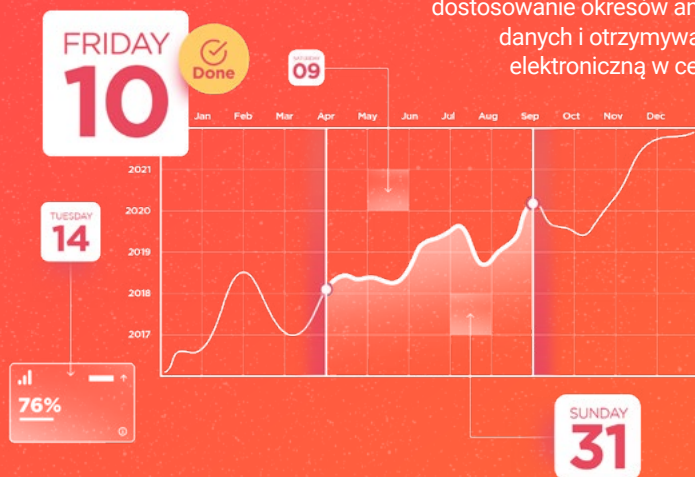 dostosowanie okresów
danych i otrzymywa
elektroniczną w ce
FRIDAY
10
Done
SATURDAY
09
Jan Feb Mar Apr May Jun Jul Aug Sep Oct Nov Dec
2021
2020
2019
2018
2017
TUESDAY
14
76%
SUNDAY
31